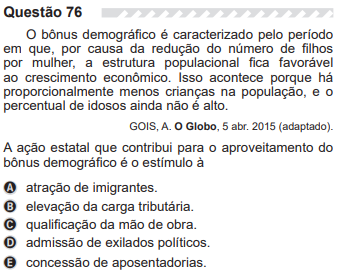 Questão 76
O bônus demográfico é caracterizado pelo período
em que, por causa da redução do número de filhos
por mulher, a estrutura populacional fica favorável
ao crescimento econômico. Isso acontece porque há
proporcionalmente menos crianças na população, e o
percentual de idosos ainda não é alto.
GOIS, A. O Globo, 5 abr. 2015 (adaptado).
A ação estatal que contribui para o aproveitamento do
bônus demográfico é o estímulo à
A atração de imigrantes.
B elevação da carga tributária.
C qualificação da mão de obra.
D admissão de exilados políticos.
E concessão de aposentadorias.